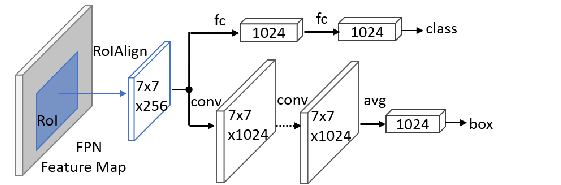 fc
fc
1024
1024
class
RoIAlign
7x7
x256
RoI
FPN
Feature Map
conv
7x7
x1024
conv
7x7
x1024
avg
1024
box